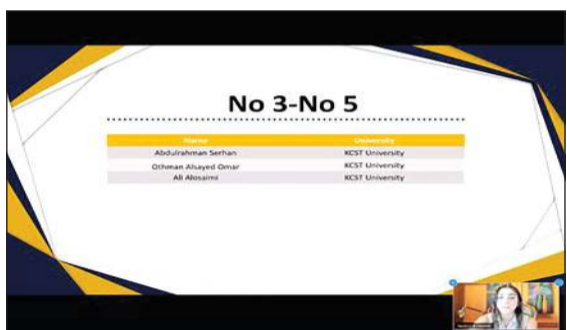 No 3-No 5
Name University
Abdulrahman Serhan KCST University
Othman Alsayed Omar KCST University
Ali Alosaimi KCST University